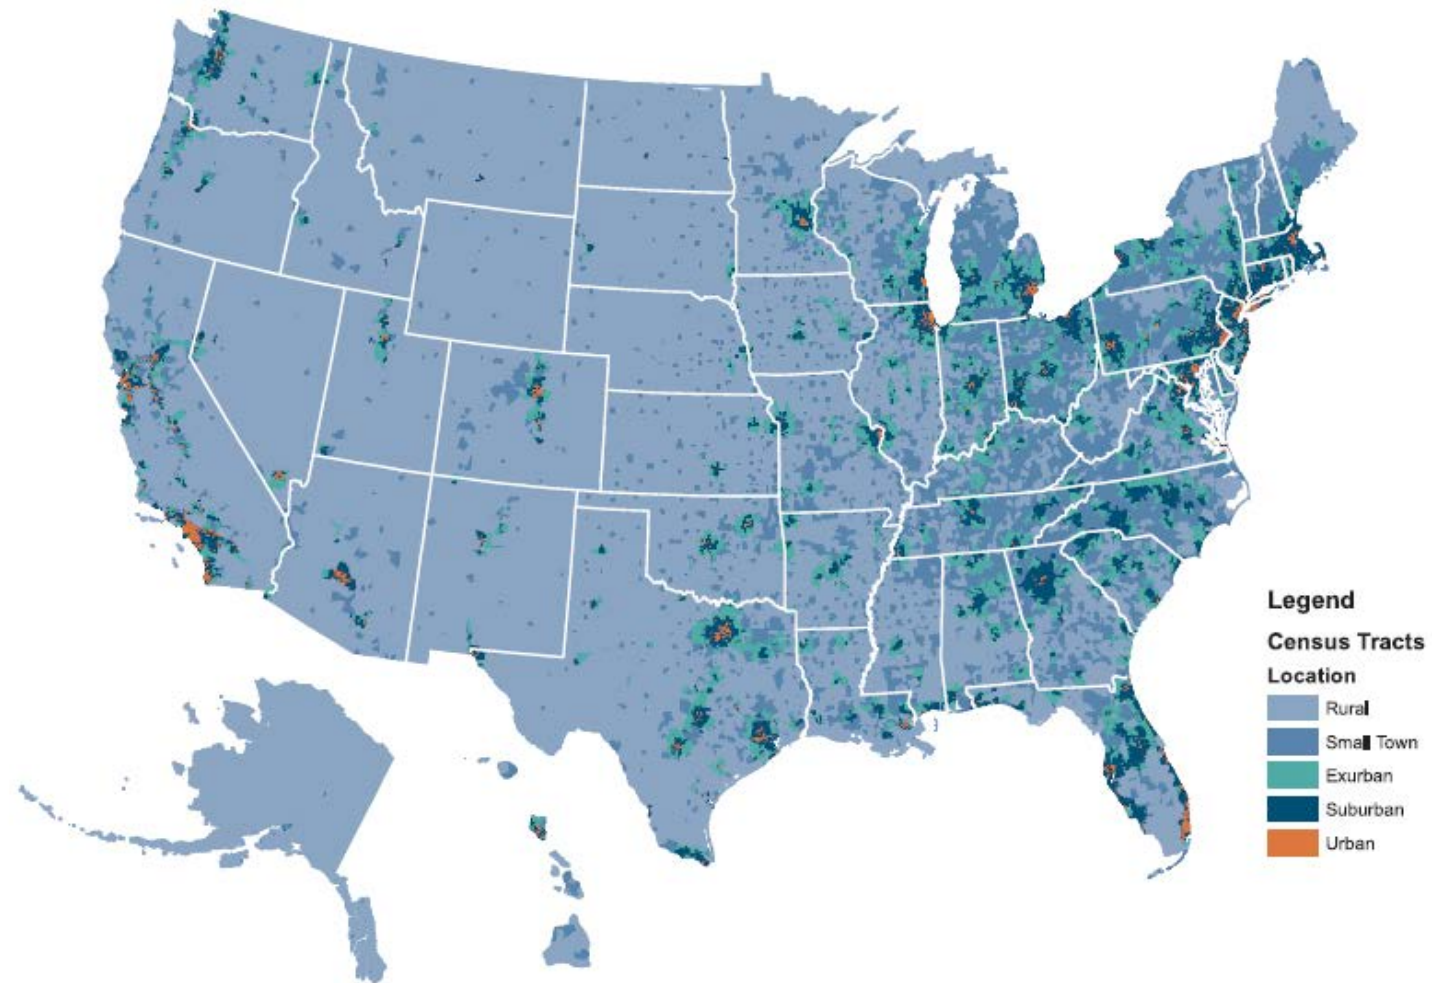 Legend
Census Tracts
Location
Rural
Small Town
Exurban
Suburban
Urban